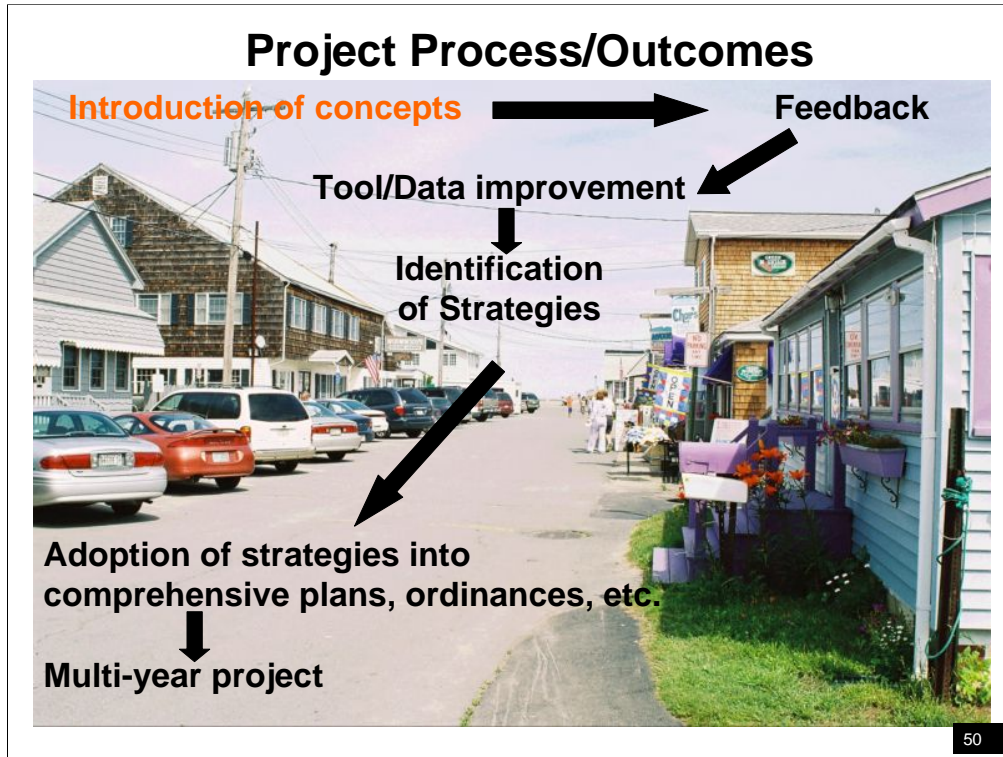 Project Process/Outcomes
Introduction of concepts
Feedback
Tool/Data improvement
Identification
of Strategies
Adoption of strategies into
comprehensive plans, ordinances, etc.
Multi-year project
50